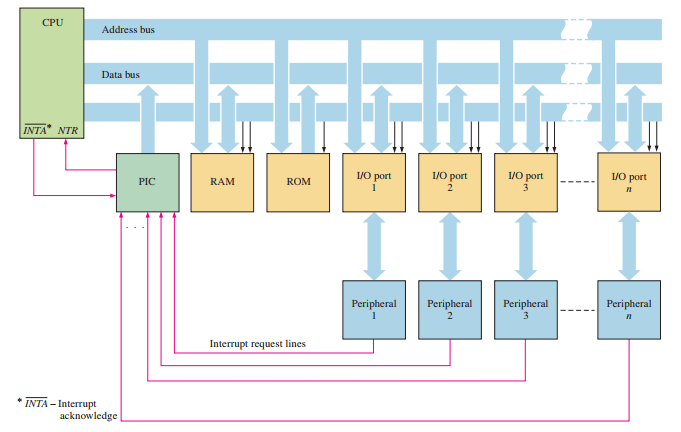 CPU
Address bus
Data bus
INTA* NTR
PIC
RAM
ROM
I/O port
1
I/O port
2
I/O port
3
I/O port
n
Peripheral
1
Peripheral
2
Peripheral
3
Peripheral
n
Interrupt request lines
* INTA – Interrupt
acknowledge